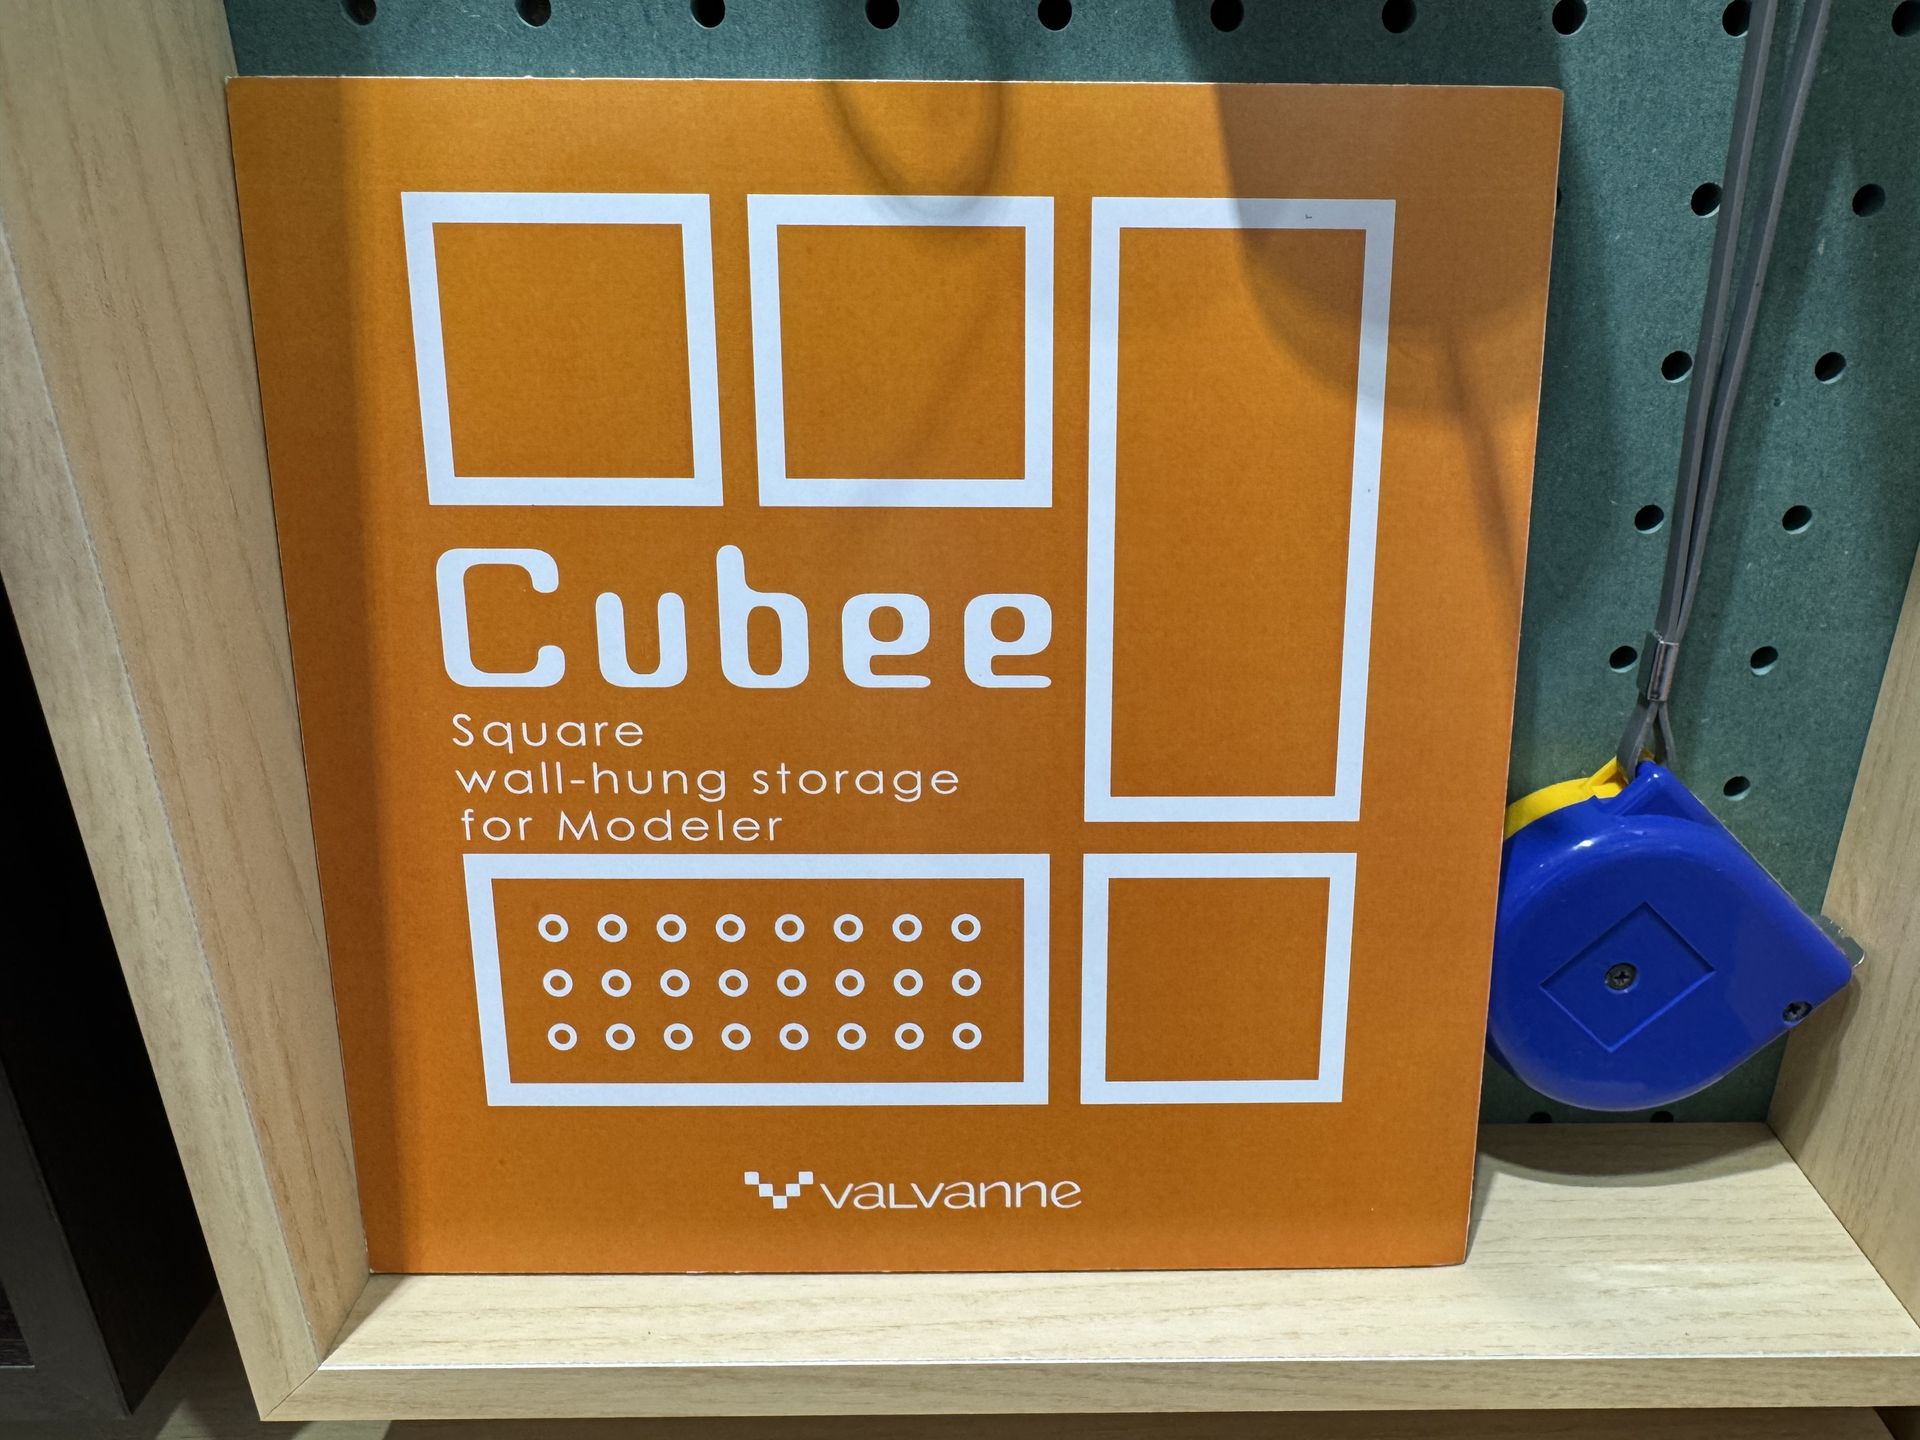 Cubee
Square
wall-hung storage
for Modeler
valvanne